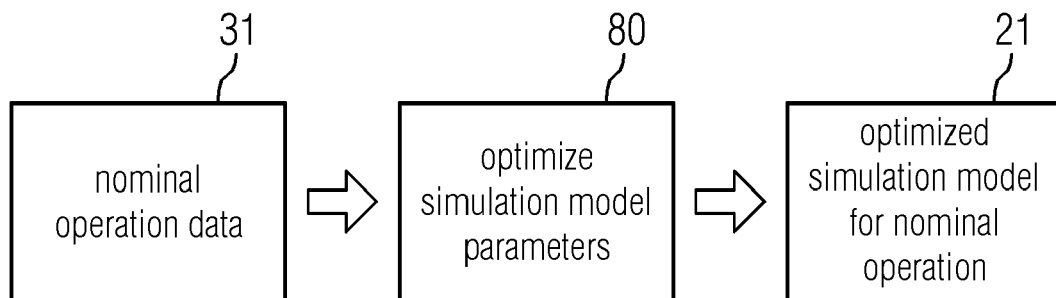 31
80
21
nominal
operation data
optimize
simulation model
parameters
optimized
simulation model
for nominal
operation